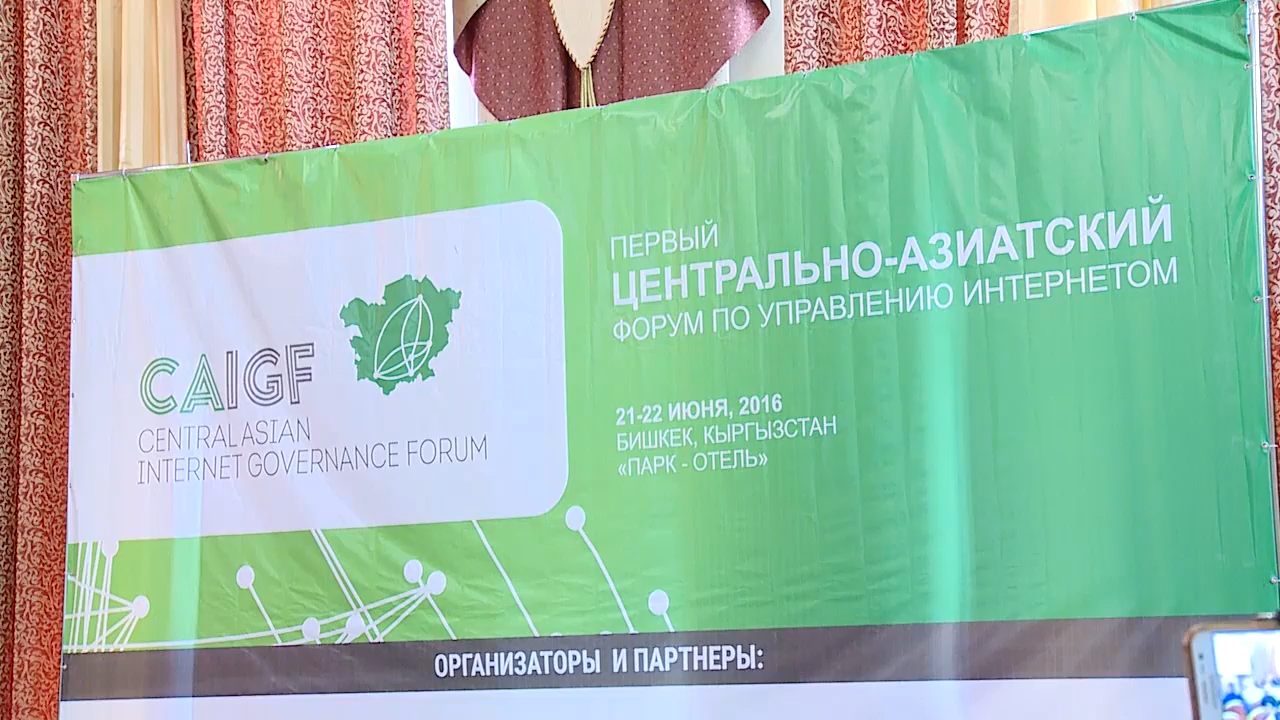 CAIGF
CENTRAL ASIAN
INTERNET GOVERNANCE FORUM
ПЕРВЫЙ
ЦЕНТРАЛЬНО-АЗИАТСКИЙ
ФОРУМ ПО УПРАВЛЕНИЮ ИНТЕРНЕТОМ
21-22 ИЮНЯ, 2016
БИШКЕК, КЫРГЫЗСТАН
«ПАРК - ОТЕЛЬ»
ОРГАНИЗАТОРЫ И ПАРТНЕРЫ: